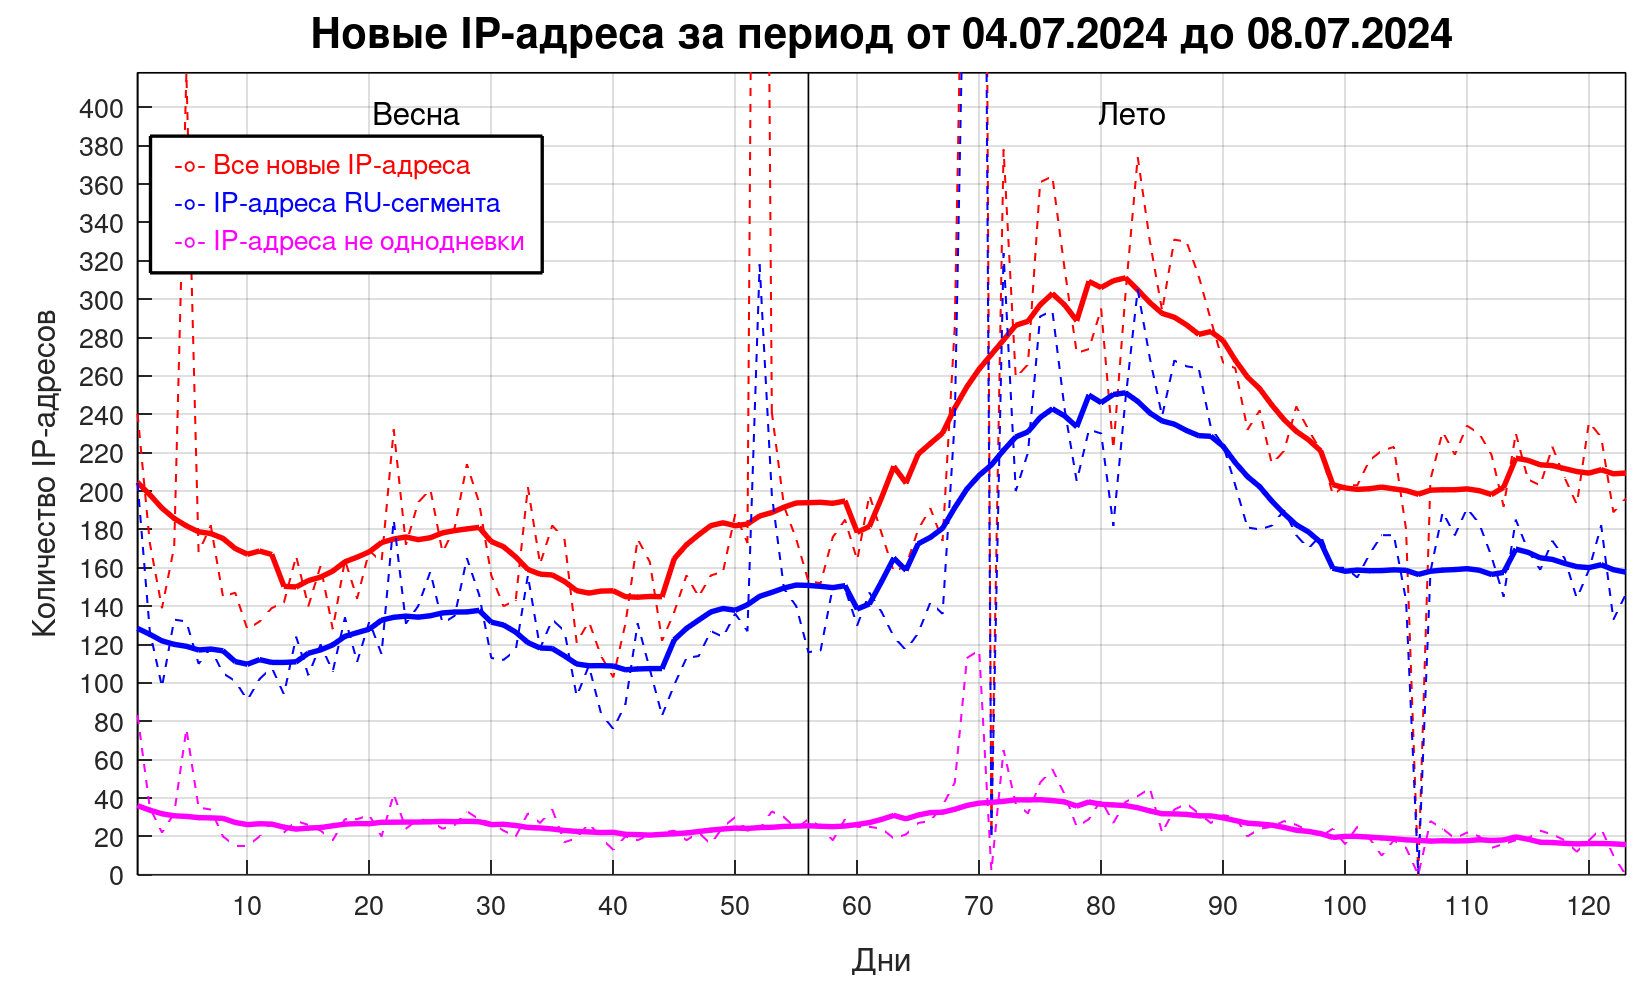 Новые IP-адреса за период от 04.07.2024 до 08.07.2024
Весна
Лето
-o- Все новые IP-адреса
-o- IP-адреса RU-сегмента
-o- IP-адреса не однодневки
Количество IP-адресов
400
380
360
340
320
300
280
260
240
220
200
180
160
140
120
100
80
60
40
20
0
10 20 30 40 50 60 70 80 90 100 110 120
Дни